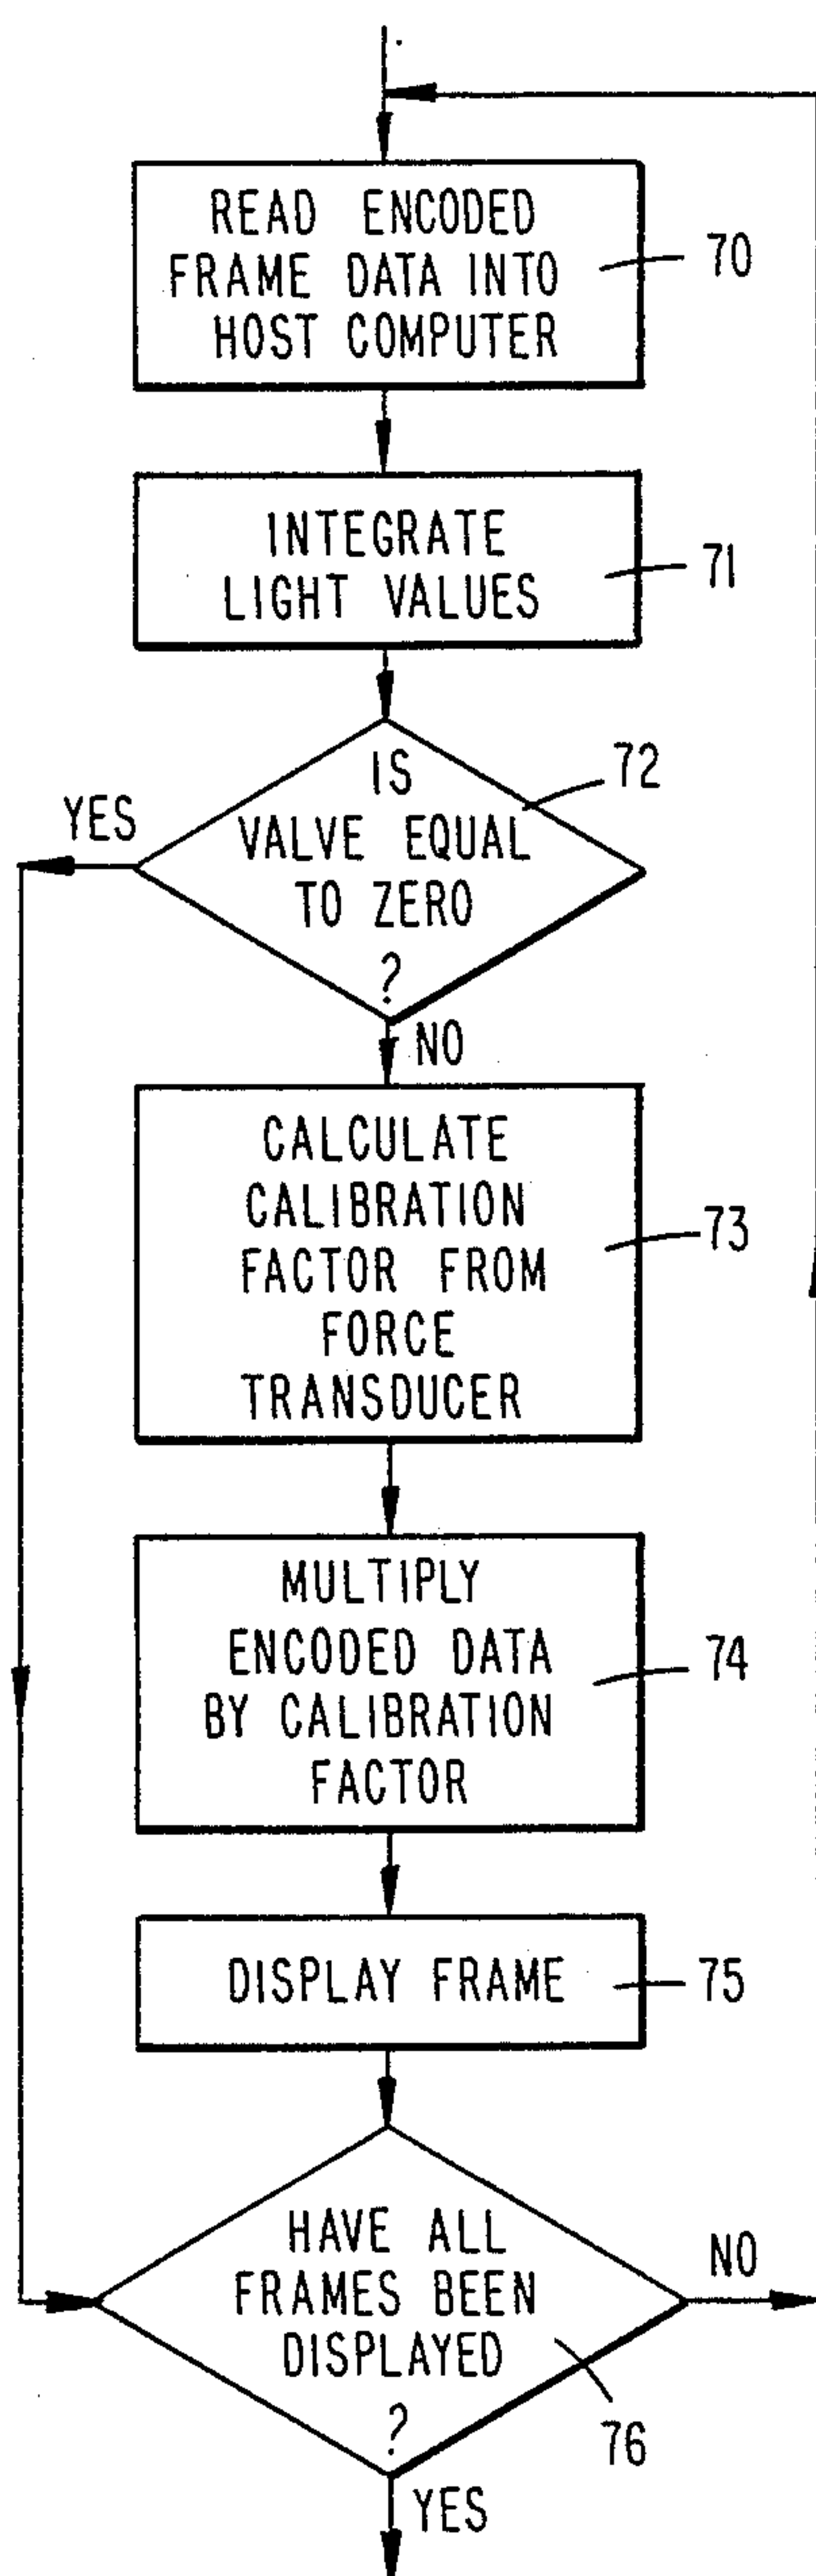 READ ENCODED
FRAME DATA INTO
HOST COMPUTER
70
INTEGRATE
LIGHT VALUES
71
IS
VALVE EQUAL
TO ZERO
?
72
YES
NO
CALCULATE
CALIBRATION
FACTOR FROM
FORCE
TRANSDUCER
73
MULTIPLY
ENCODED DATA
BY CALIBRATION
FACTOR
74
DISPLAY FRAME
75
HAVE ALL
FRAMES BEEN
DISPLAYED
?
76
NO
YES